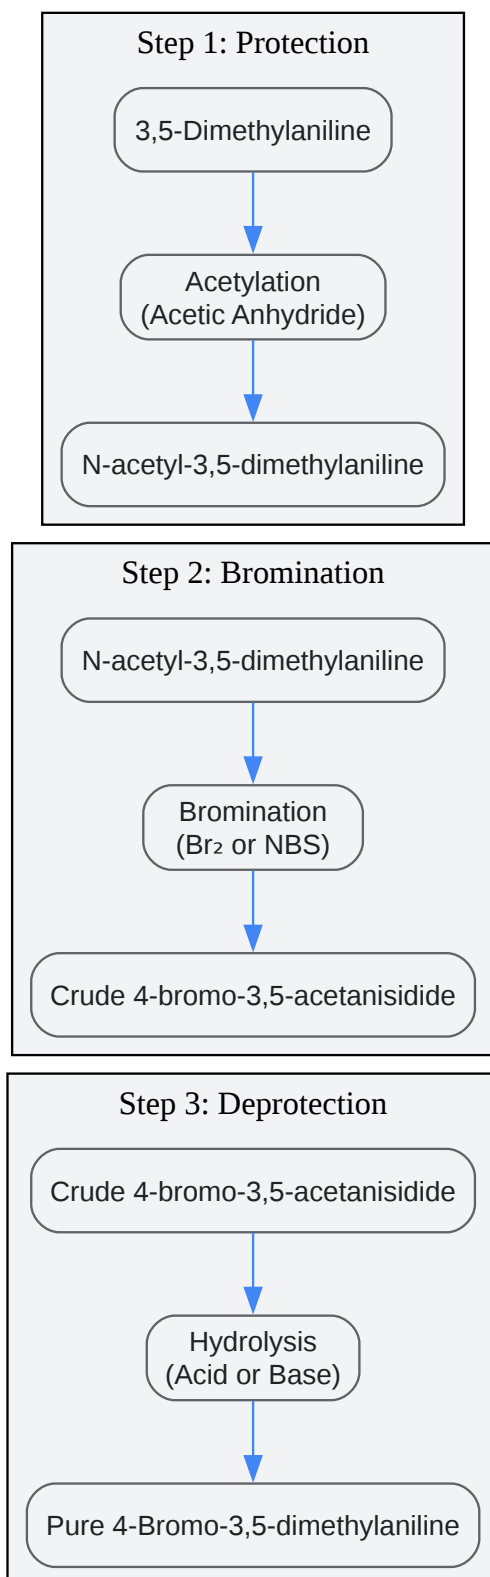 Step 1: Protection
3,5-Dimethylaniline
Acetylation
(Acetic Anhydride)
N-acetyl-3,5-dimethylaniline
Step 2: Bromination
N-acetyl-3,5-dimethylaniline
Bromination
(Br₂ or NBS)
Crude 4-bromo-3,5-acetanisidide
Step 3: Deprotection
Crude 4-bromo-3,5-acetanisidide
Hydrolysis
(Acid or Base)
Pure 4-Bromo-3,5-dimethylaniline